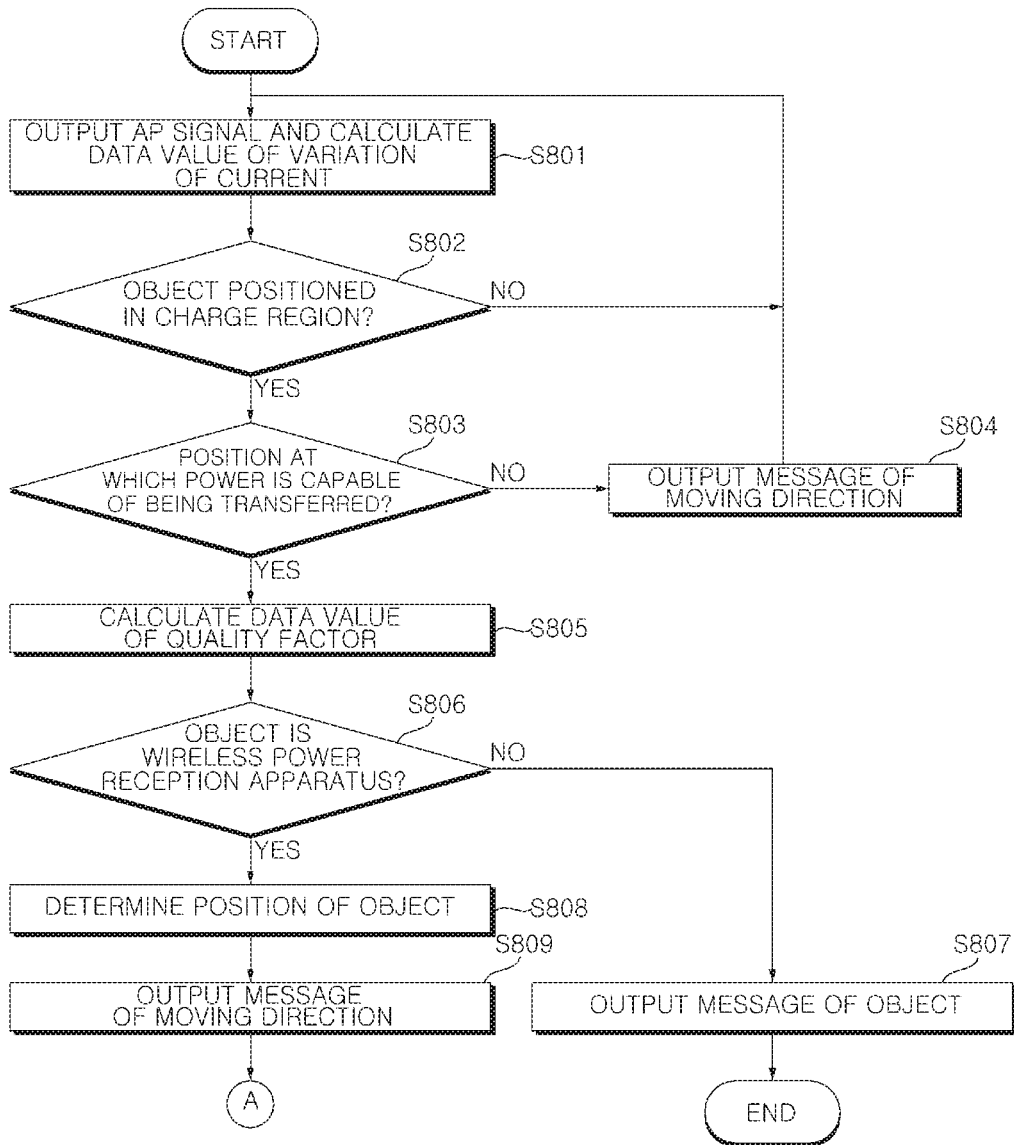 START
OUTPUT AP SIGNAL AND CALCULATE
DATA VALUE OF VARIATION
OF CURRENT
S801
S802
OBJECT POSITIONED
IN CHARGE REGION?
NO
YES
S803
POSITION AT
WHICH POWER IS CAPABLE
OF BEING TRANSFERRED?
NO
S804
OUTPUT MESSAGE OF
MOVING DIRECTION
YES
CALCULATE DATA VALUE
OF QUALITY FACTOR
S805
S806
OBJECT IS
WIRELESS POWER
RECEPTION APPARATUS?
NO
YES
DETERMINE POSITION OF OBJECT
S808
S809
OUTPUT MESSAGE
OF MOVING DIRECTION
S807
OUTPUT MESSAGE OF OBJECT
A
END